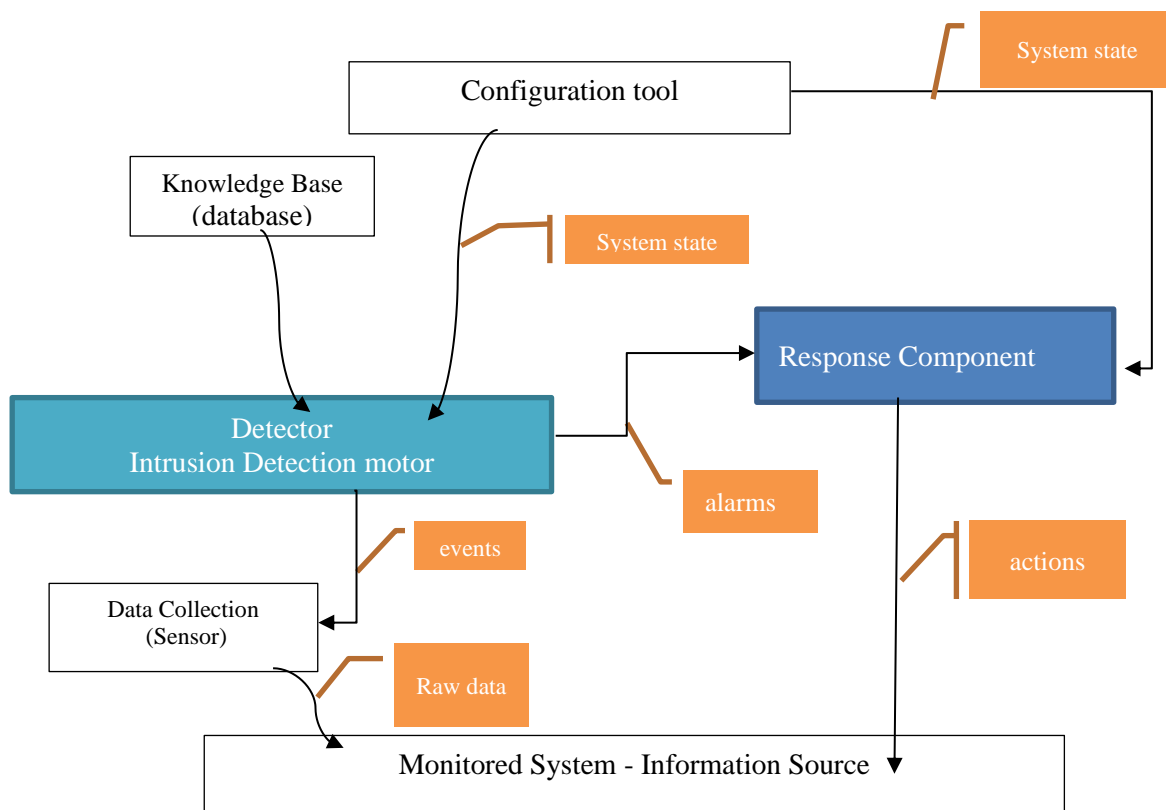 System state
Configuration tool
Knowledge Base
(database)
System state
Response Component
Detector
Intrusion Detection motor
alarms
events
actions
Data Collection
(Sensor)
Raw data
Monitored System - Information Source